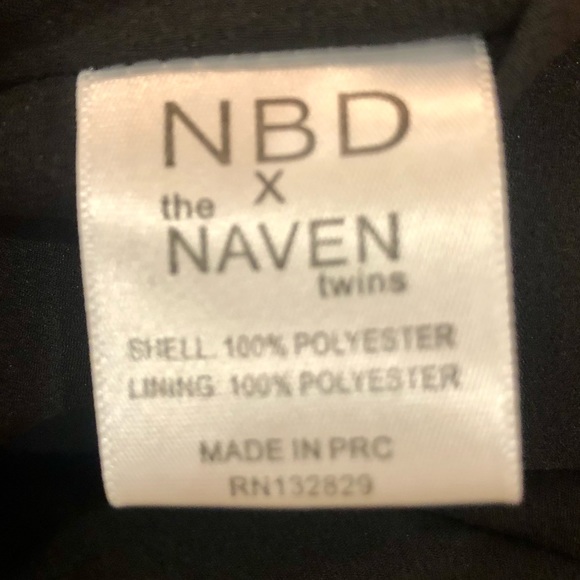 NBD
x
the
NAVEN
twins
SHELL 100% POLYESTER
LINING 100% POLYESTER
MADE IN PRC
RN132829